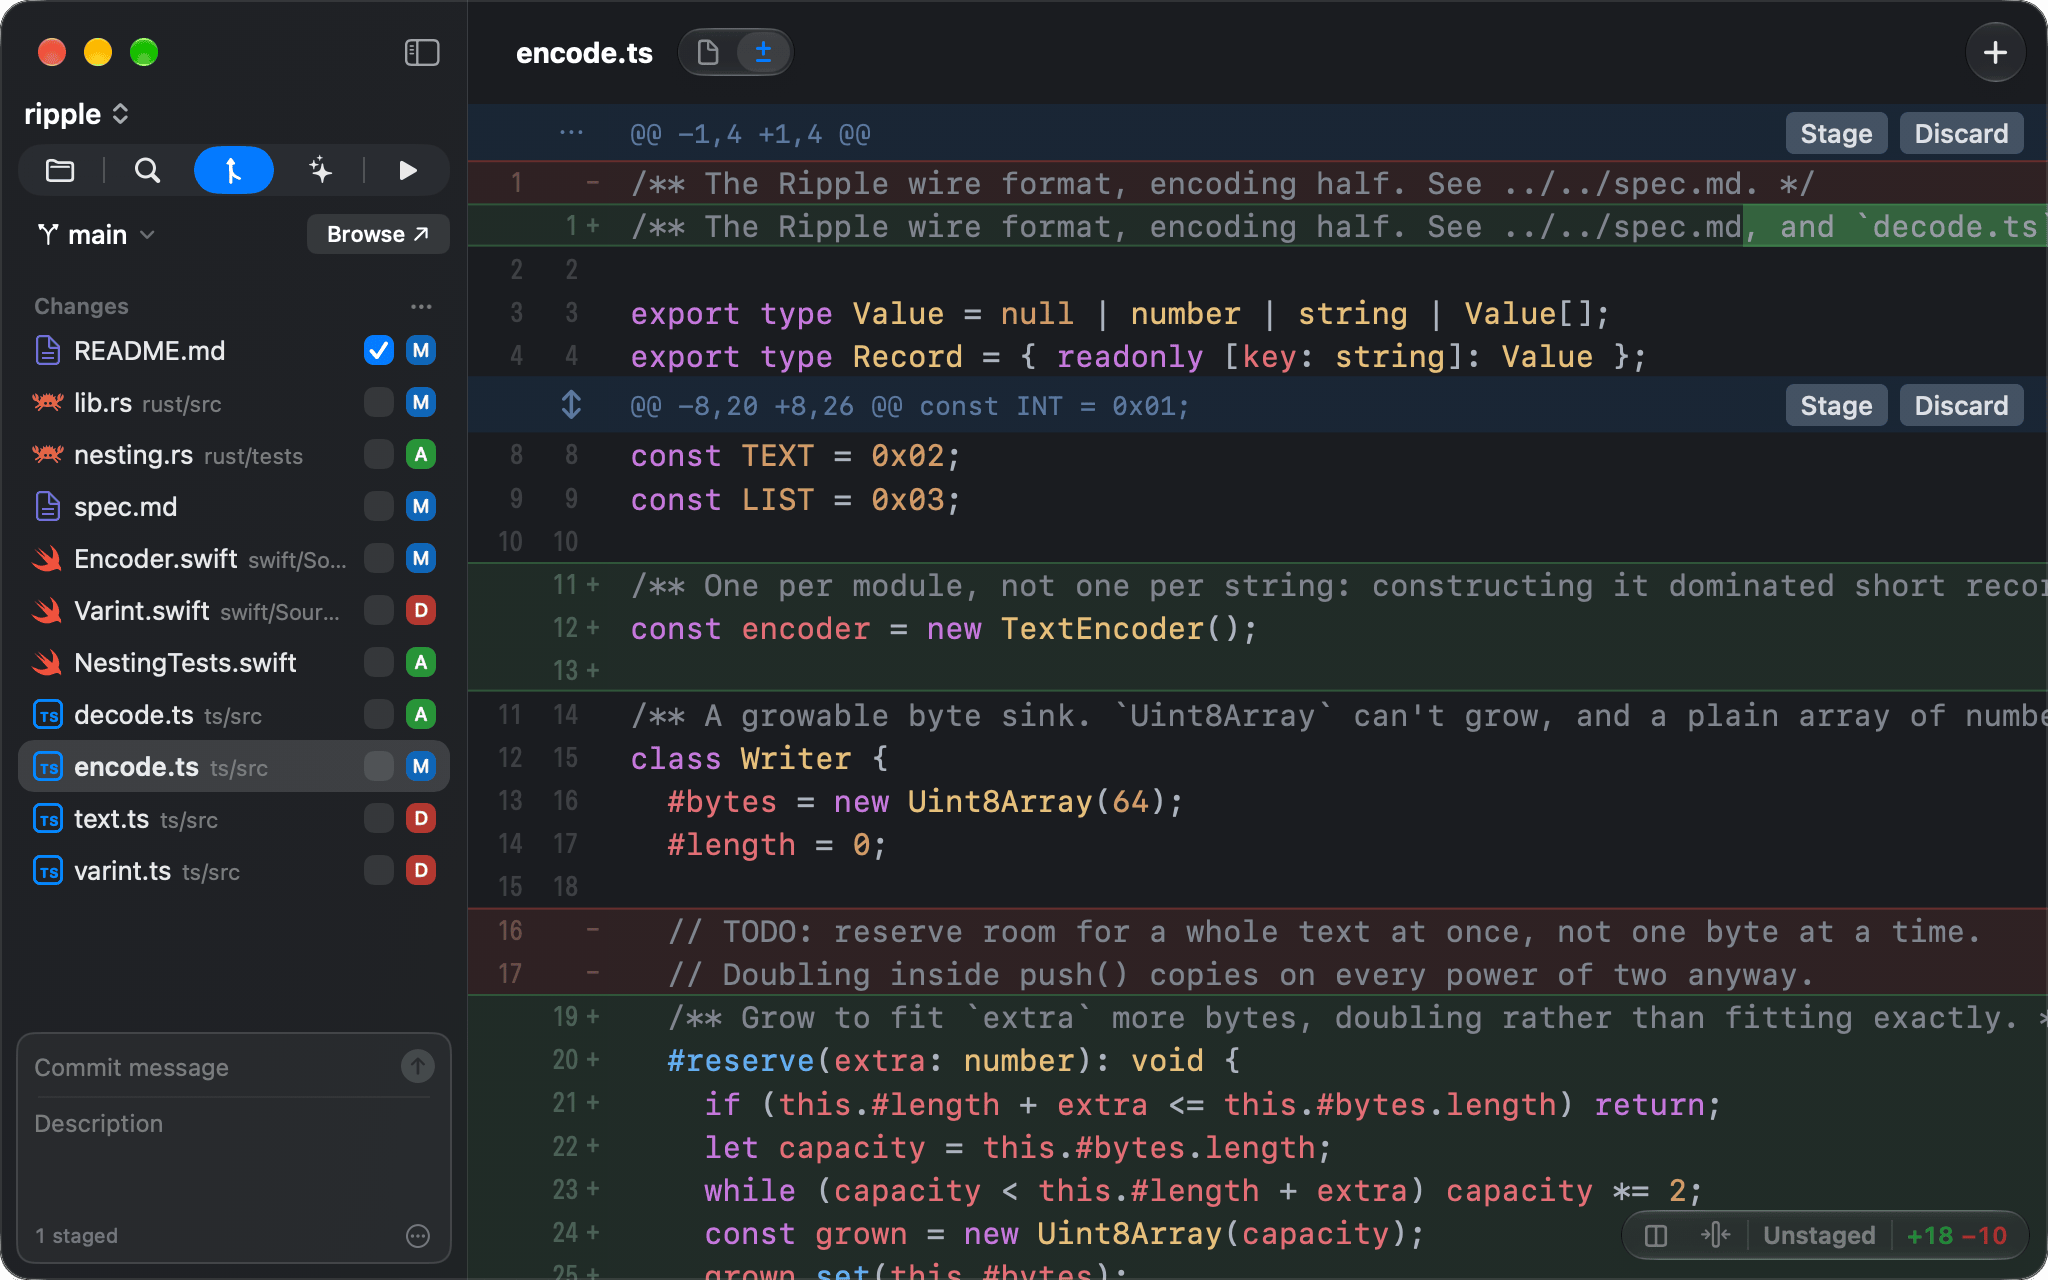 ripple
main
Browse ↗
Changes
README.md M
lib.rs rust/src M
nesting.rs rust/tests A
spec.md M
Encoder.swift swift/So... M
Varint.swift swift/Sour... D
NestingTests.swift A
TS decode.ts ts/src A
TS encode.ts ts/src M
TS text.ts ts/src D
TS varint.ts ts/src D
Commit message
Description
1 staged
encode.ts
··· @@ −1,4 +1,4 @@ Stage Discard
1 − /** The Ripple wire format, encoding half. See ../../spec.md. */
1 + /** The Ripple wire format, encoding half. See ../../spec.md, and `decode.ts`
2 2
3 3 export type Value = null | number | string | Value[];
4 4 export type Record = { readonly [key: string]: Value };
@@ −8,20 +8,26 @@ const INT = 0x01; Stage Discard
8 8 const TEXT = 0x02;
9 9 const LIST = 0x03;
10 10
11 + /** One per module, not one per string: constructing it dominated short recor
12 + const encoder = new TextEncoder();
13 +
11 14 /** A growable byte sink. `Uint8Array` can't grow, and a plain array of numbe
12 15 class Writer {
13 16 #bytes = new Uint8Array(64);
14 17 #length = 0;
15 18
16 − // TODO: reserve room for a whole text at once, not one byte at a time.
17 − // Doubling inside push() copies on every power of two anyway.
19 + /** Grow to fit `extra` more bytes, doubling rather than fitting exactly. *
20 + #reserve(extra: number): void {
21 + if (this.#length + extra <= this.#bytes.length) return;
22 + let capacity = this.#bytes.length;
23 + while (capacity < this.#length + extra) capacity *= 2;
24 + const grown = new Uint8Array(capacity);
25 + grown.set(this.#bytes);
Unstaged +18 −10